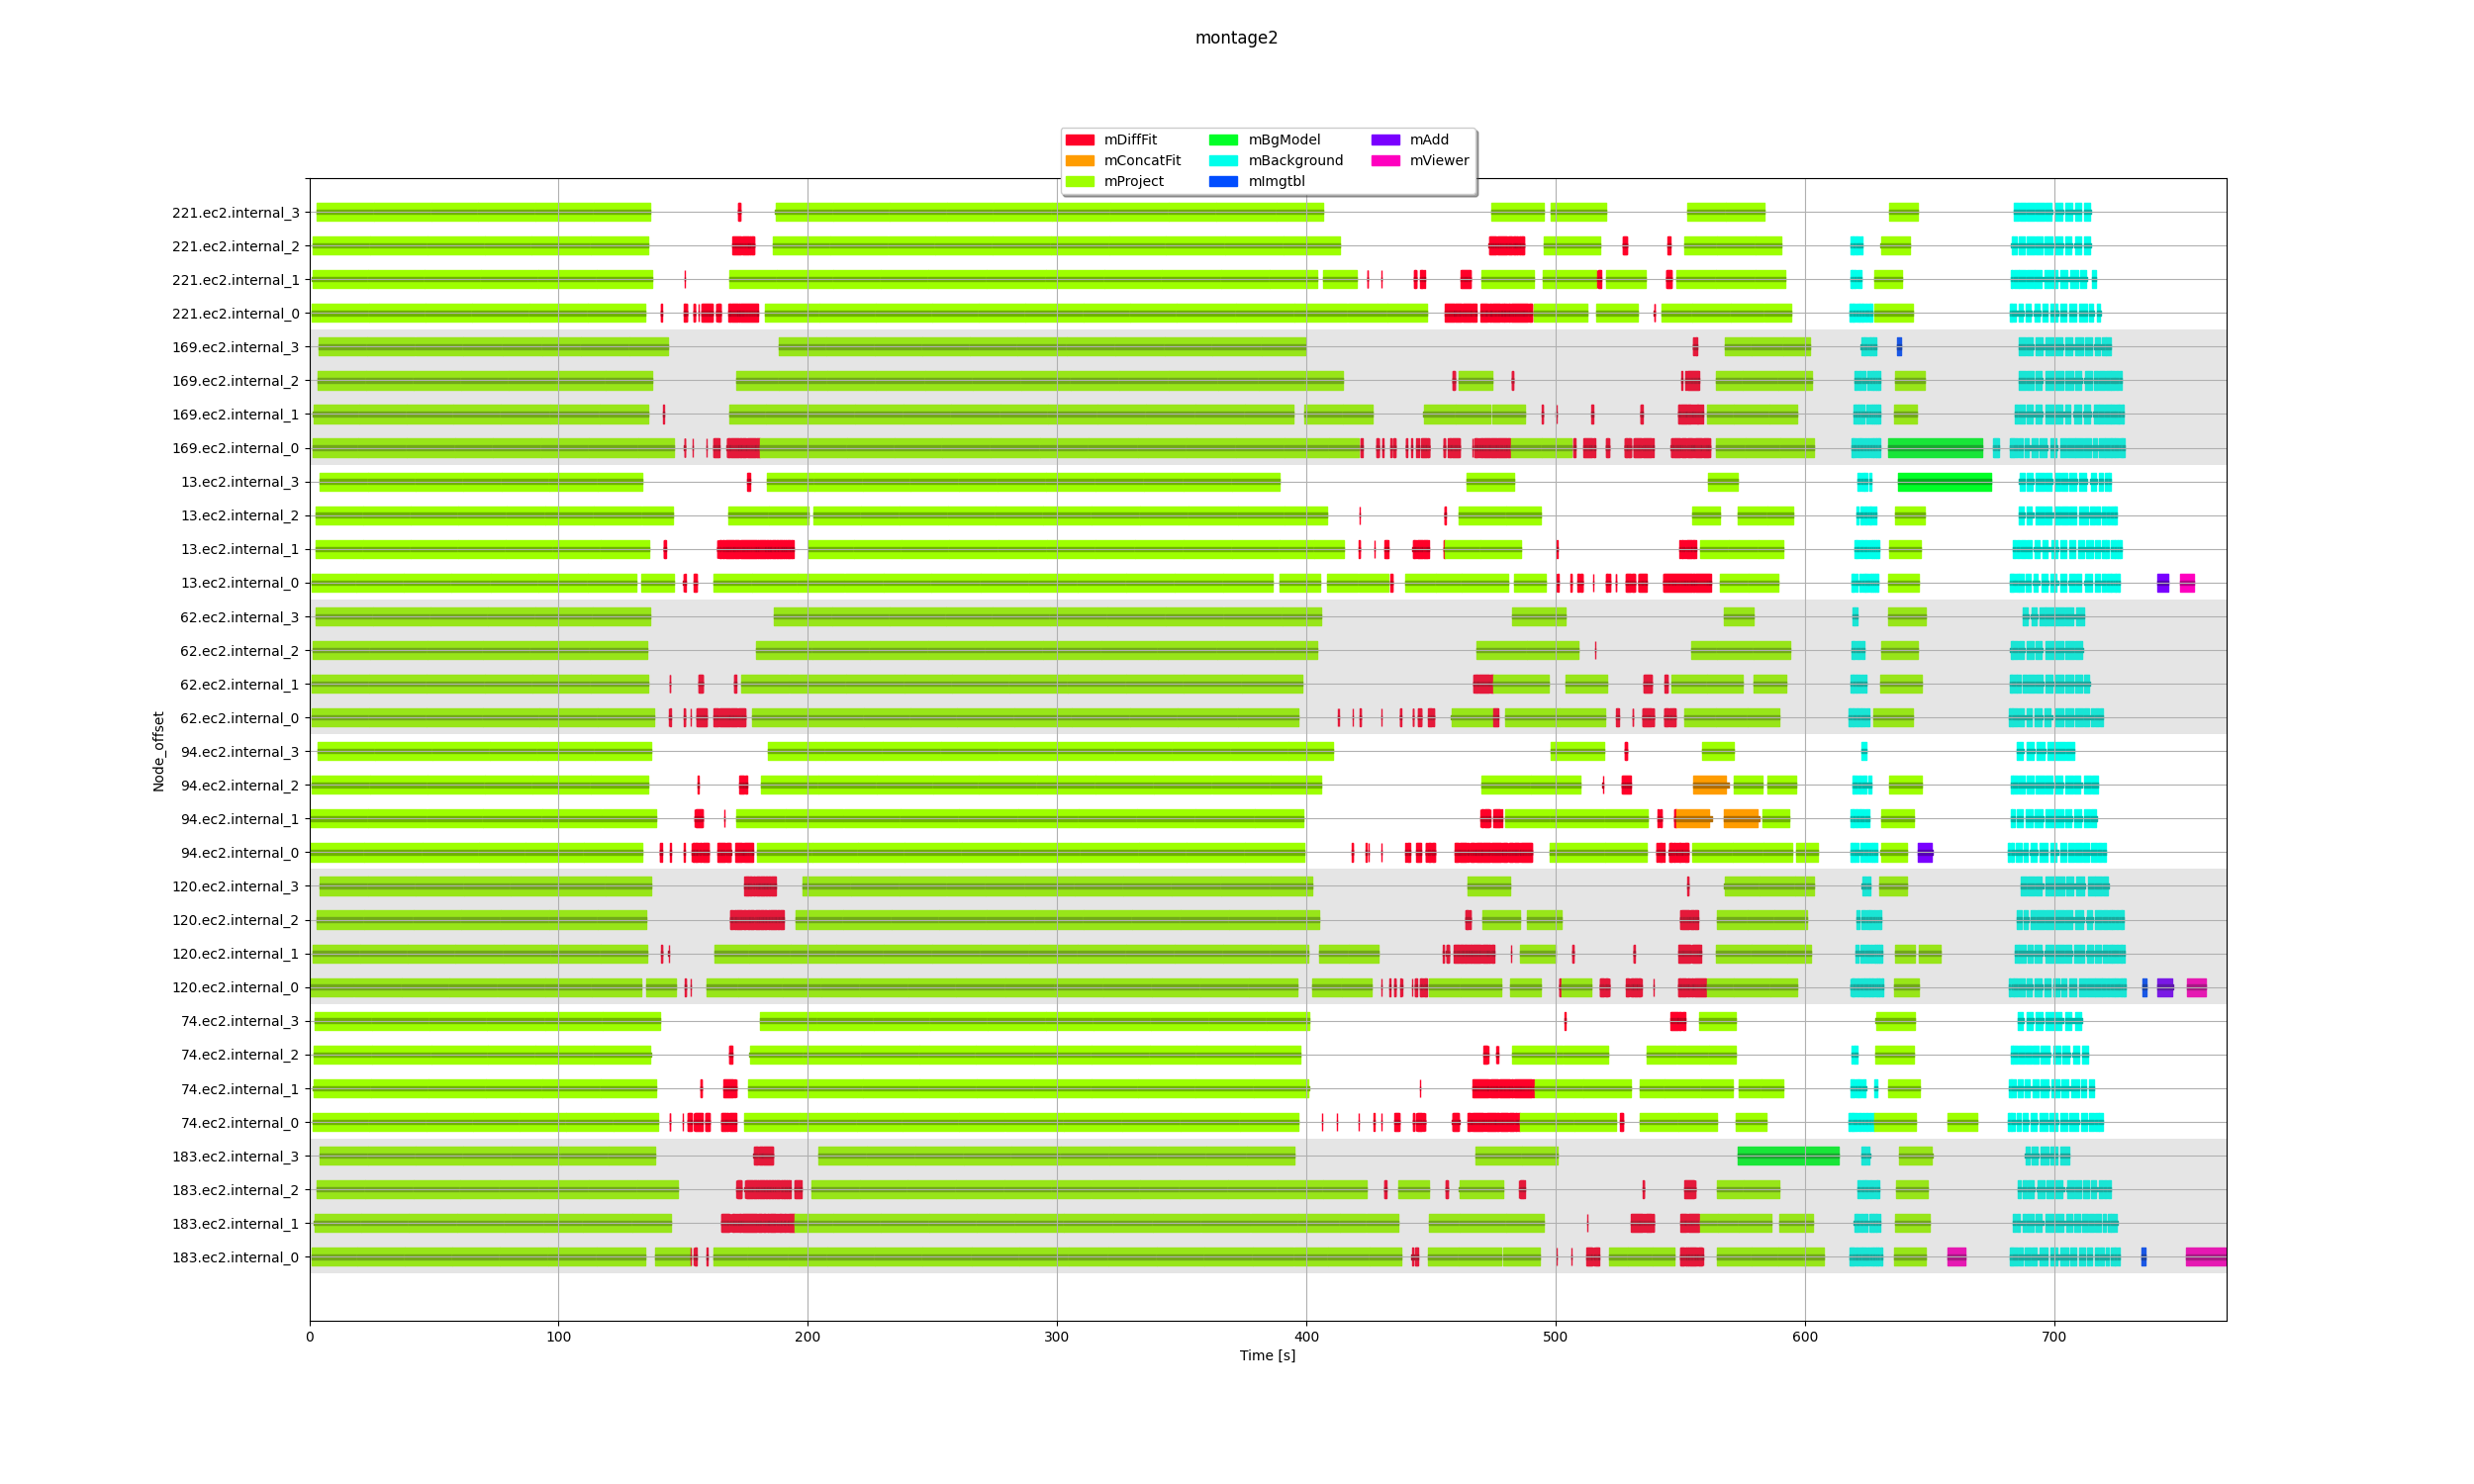 montage2
mDiffFit
mConcatFit
mProject
mBgModel
mBackground
mImgtbl
mAdd
mViewer
221.ec2.internal_3
221.ec2.internal_2
221.ec2.internal_1
221.ec2.internal_0
169.ec2.internal_3
169.ec2.internal_2
169.ec2.internal_1
169.ec2.internal_0
13.ec2.internal_3
13.ec2.internal_2
13.ec2.internal_1
13.ec2.internal_0
62.ec2.internal_3
62.ec2.internal_2
62.ec2.internal_1
62.ec2.internal_0
94.ec2.internal_3
94.ec2.internal_2
94.ec2.internal_1
94.ec2.internal_0
120.ec2.internal_3
120.ec2.internal_2
120.ec2.internal_1
120.ec2.internal_0
74.ec2.internal_3
74.ec2.internal_2
74.ec2.internal_1
74.ec2.internal_0
183.ec2.internal_3
183.ec2.internal_2
183.ec2.internal_1
183.ec2.internal_0
Node_offset
0 100 200 300 400 500 600 700
Time [s]